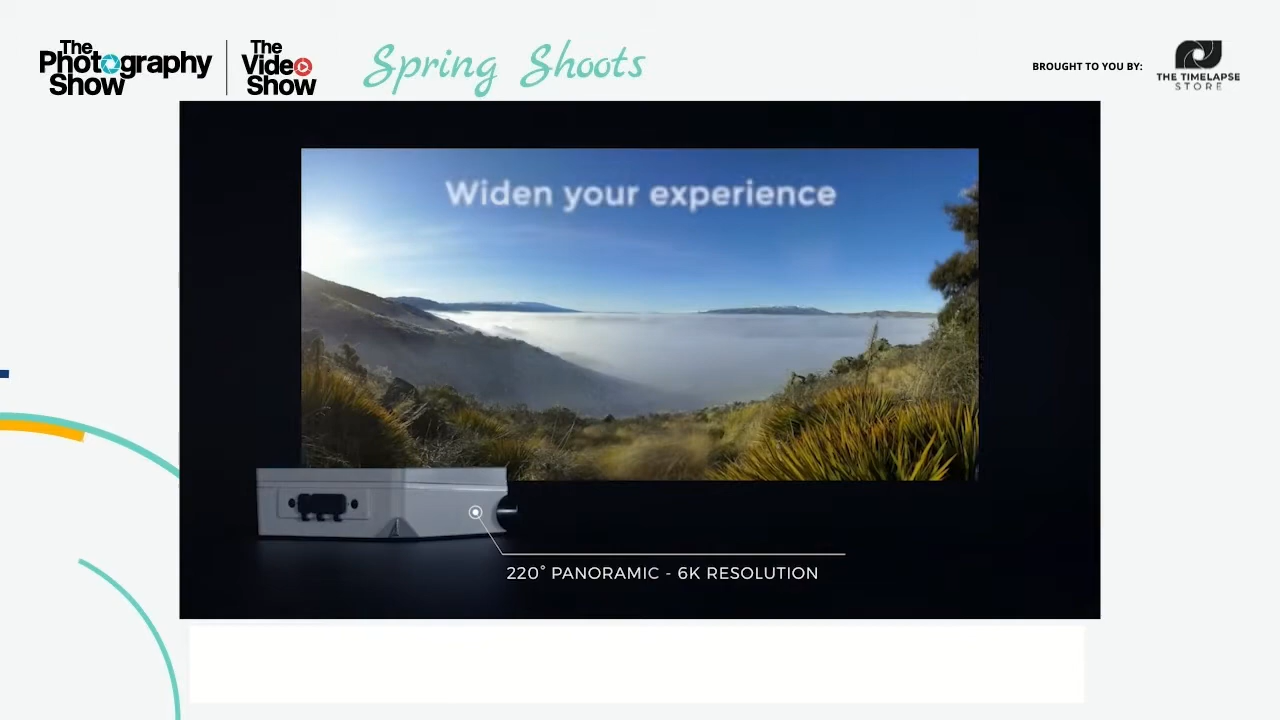 The Photography Show
The Video Show
Spring Shoots
BROUGHT TO YOU BY:
THE TIMELAPSE
STORE
Widen your experience
220° PANORAMIC - 6K RESOLUTION